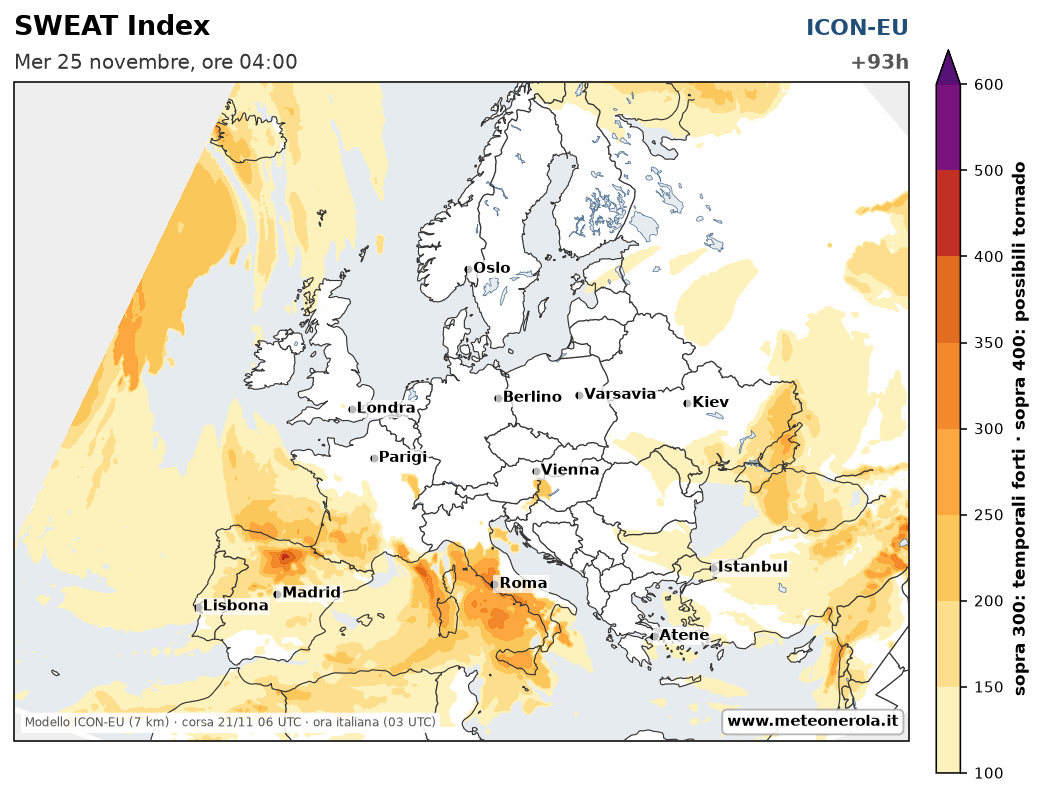 SWEAT Index
ICON-EU
Mer 25 novembre, ore 04:00
+93h
Oslo
Londra
Berlino
Varsavia
Kiev
Parigi
Vienna
Istanbul
Madrid
Roma
Lisbona
Atene
Modello ICON-EU (7 km) · corsa 21/11 06 UTC · ora italiana (03 UTC)
www.meteonerola.it
600
500
400
350
300
250
200
150
100
sopra 300: temporali forti · sopra 400: possibili tornado